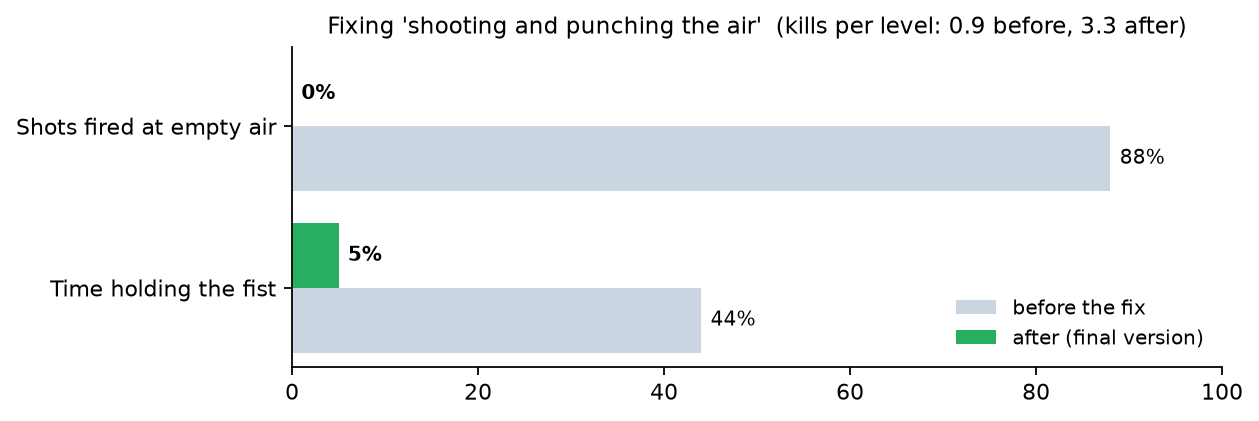 Fixing 'shooting and punching the air'  (kills per level: 0.9 before, 3.3 after)
0%
Shots fired at empty air
88%
5%
Time holding the fist
44%
before the fix
after (final version)
0 20 40 60 80 100